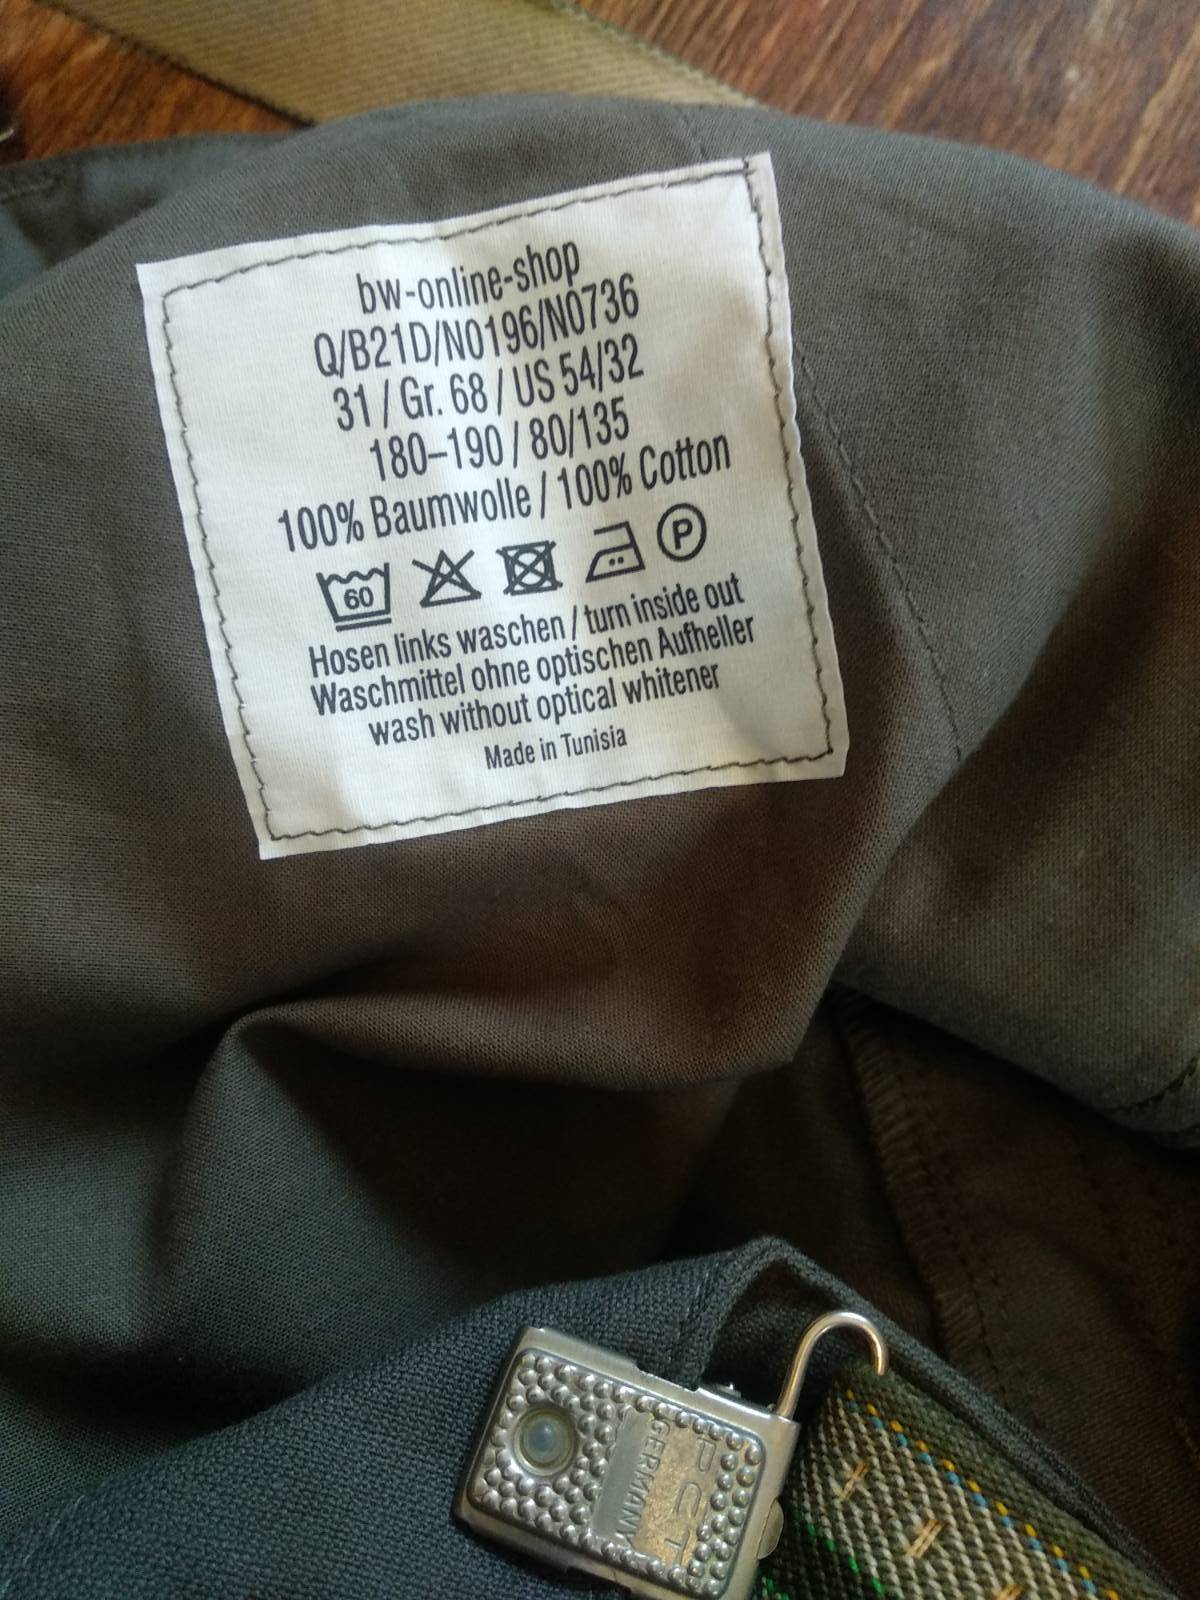 bw-online-shop
Q/B21D/N0196/N0736
31 / Gr. 68 / US 54/32
180–190 / 80/135
100% Baumwolle / 100% Cotton
60 P
Hosen links waschen / turn inside out
Waschmittel ohne optischen Aufheller
wash without optical whitener
Made in Tunisia
GERMANY